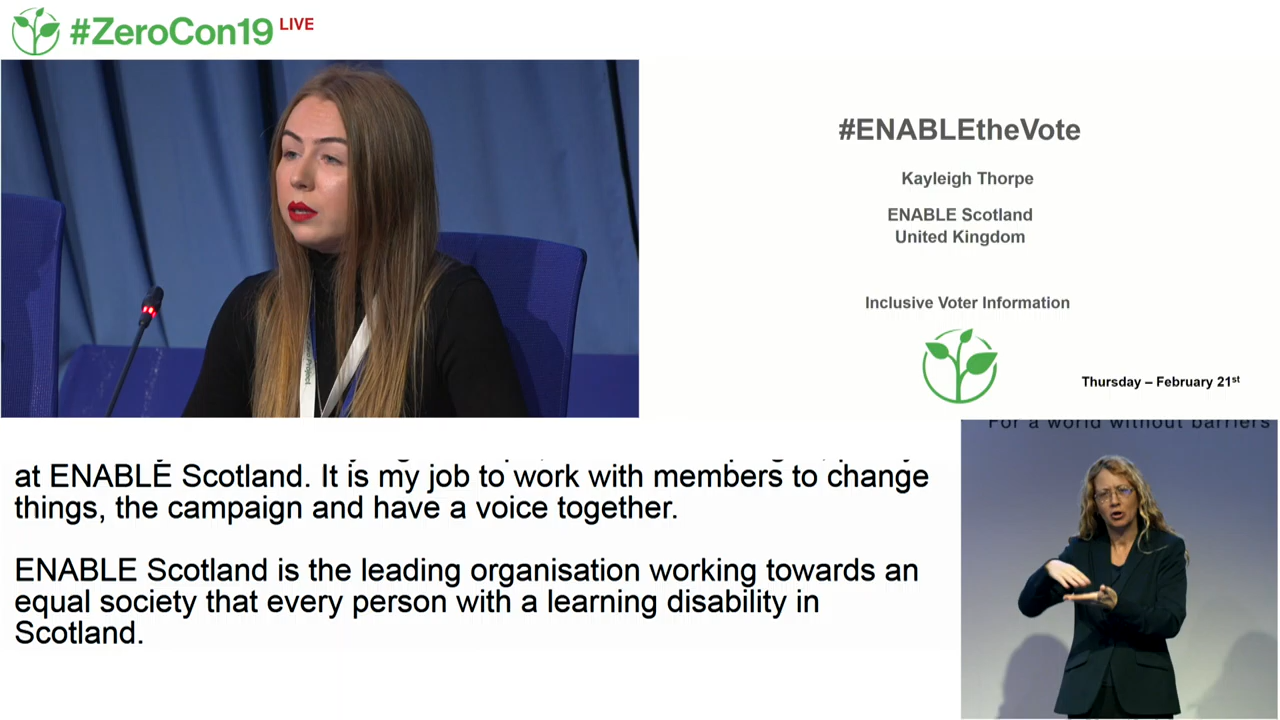 #ZeroCon19 LIVE
#ENABLEtheVote
Kayleigh Thorpe
ENABLE Scotland
United Kingdom
Inclusive Voter Information
Thursday – February 21st
For a world without barriers
at ENABLE Scotland. It is my job to work with members to change
things, the campaign and have a voice together.
ENABLE Scotland is the leading organisation working towards an
equal society that every person with a learning disability in
Scotland.